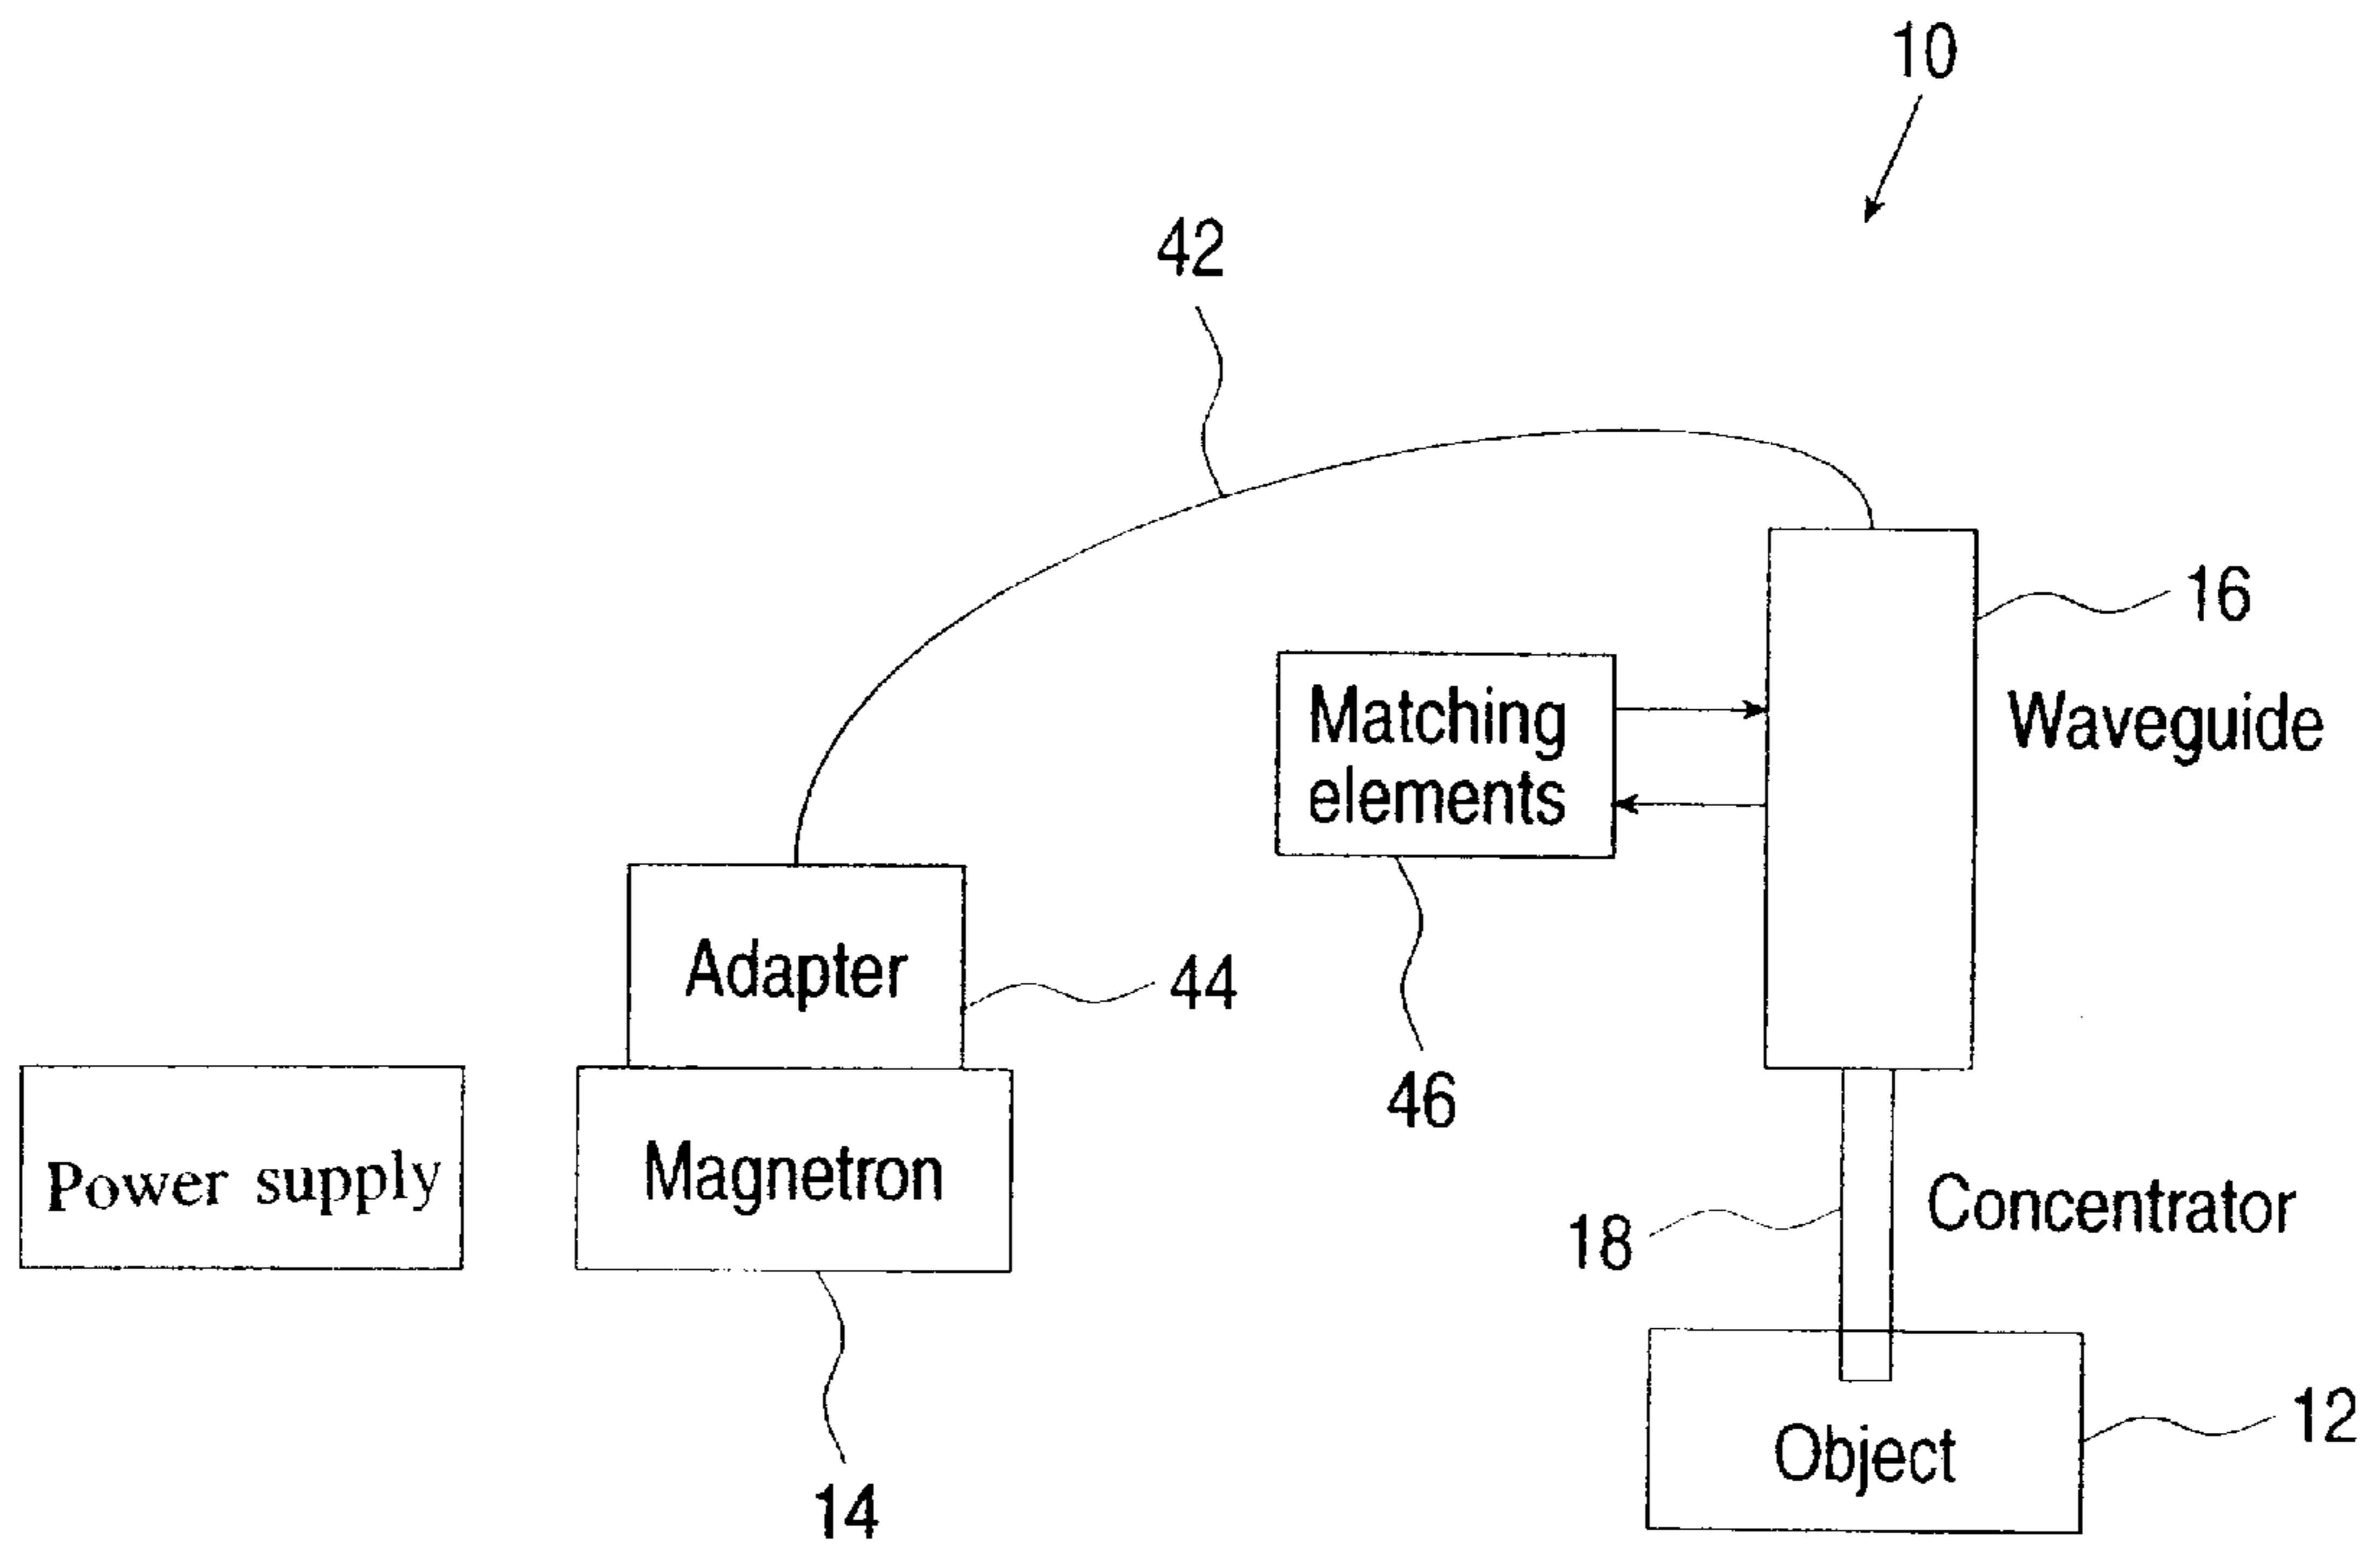 10
42
16
Matching
elements
Waveguide
Adapter
44
46
Power supply
Magnetron
18
Concentrator
12
Object
14